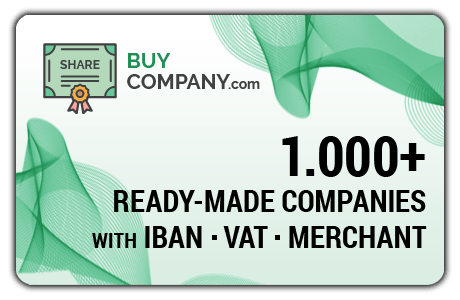 SHARE
BUY
COMPANY.com
1.000+
READY-MADE COMPANIES
WITH IBAN · VAT · MERCHANT